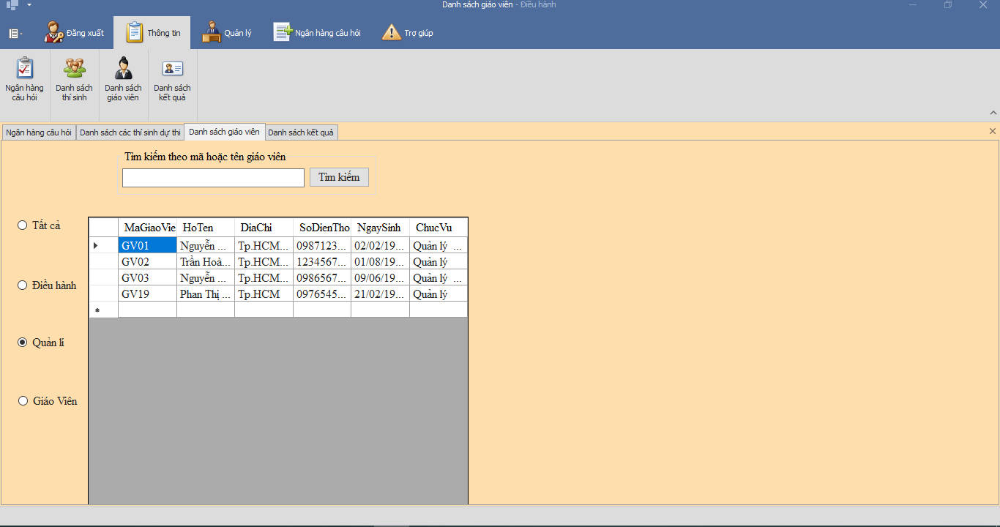 Danh sách giáo viên - Điều hành
Đăng xuất
Thông tin
Quản lý
Ngân hàng câu hỏi
Trợ giúp
Ngân hàng
câu hỏi
Danh sách
thí sinh
Danh sách
giáo viên
Danh sách
kết quả
Ngân hàng câu hỏi
Danh sách các thí sinh dự thi
Danh sách giáo viên
Danh sách kết quả
Tìm kiếm theo mã hoặc tên giáo viên
Tìm kiếm
Tất cả
Điều hành
Quản lí
Giáo Viên
MaGiaoVie HoTen DiaChi SoDienTho NgaySinh ChucVu
GV01 Nguyễn ... Tp.HCM... 0987123... 02/02/19... Quản lý ...
GV02 Trần Hoà... Tp.HCM... 1234567... 01/08/19... Quản lý
GV03 Nguyễn ... Tp.HCM... 0986567... 09/06/19... Quản lý ...
GV19 Phan Thị ... Tp.HCM 0976545... 21/02/19... Quản lý